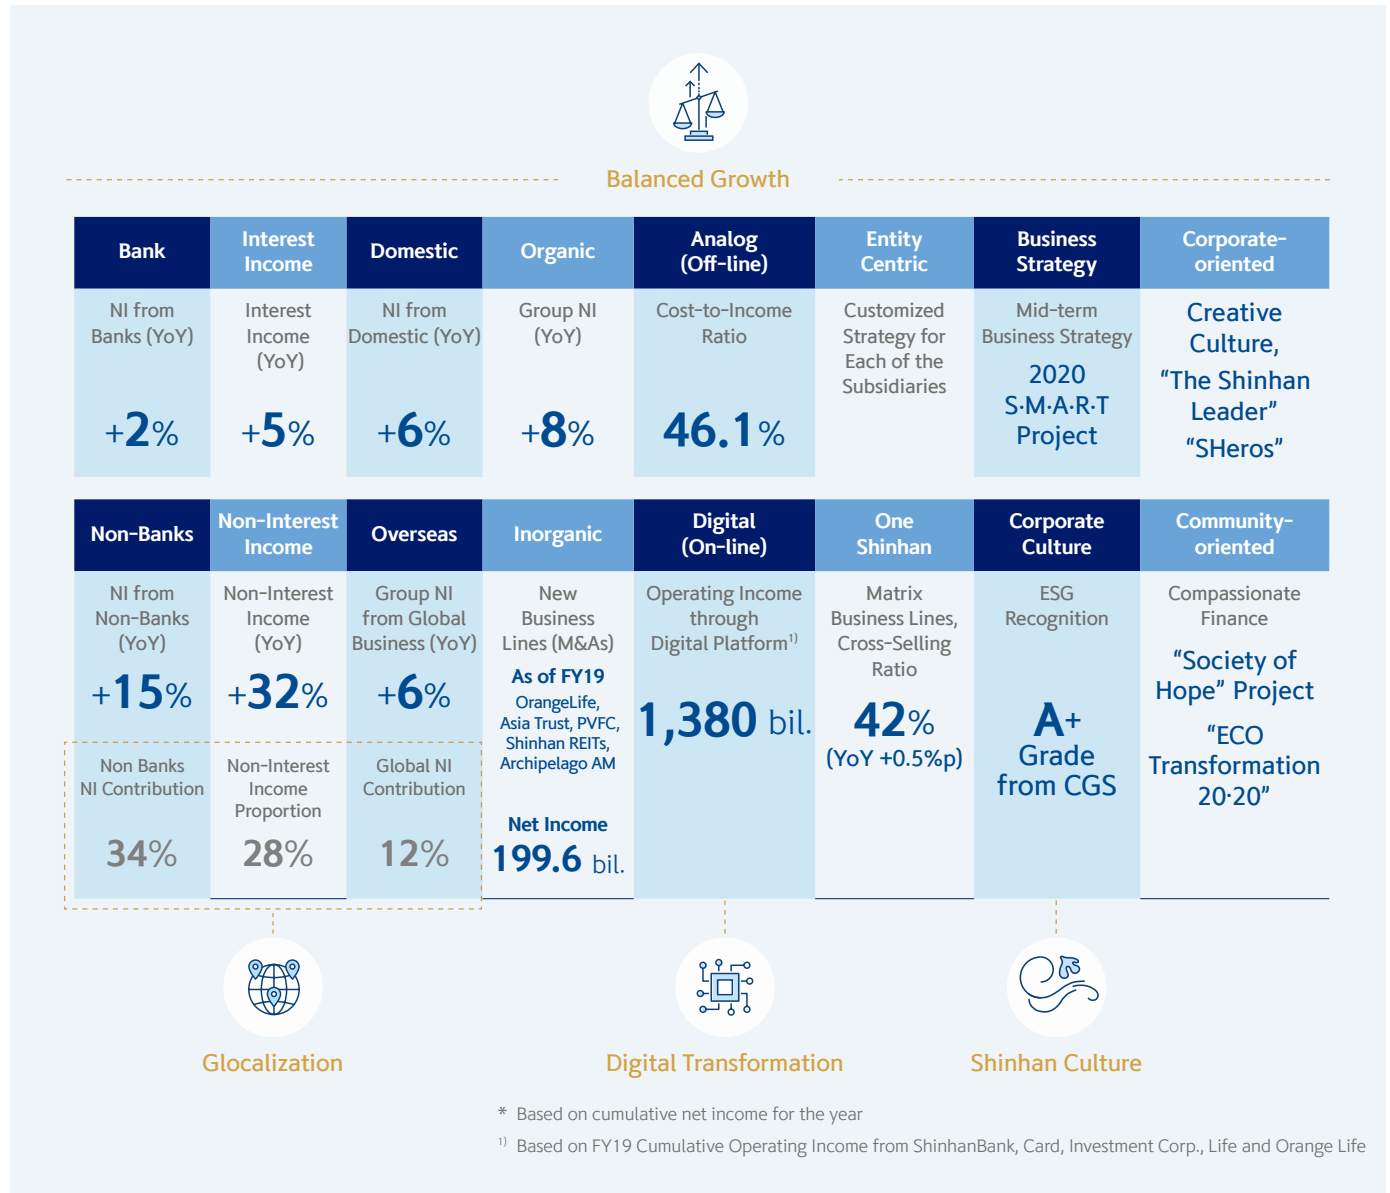 Balanced Growth
Bank
Interest
Income
Domestic
Organic
Analog
(Off-line)
Entity
Centric
Business
Strategy
Corporate-
oriented
NI from
Banks (YoY)
+2%
Interest
Income
(YoY)
+5%
NI from
Domestic (YoY)
+6%
Group NI
(YoY)
+8%
Cost-to-Income
Ratio
46.1%
Customized
Strategy for
Each of the
Subsidiaries
Mid-term
Business Strategy
2020
S·M·A·R·T
Project
Creative
Culture,
“The Shinhan
Leader”
“SHeros”
Non-Banks
Non-Interest
Income
Overseas
Inorganic
Digital
(On-line)
One
Shinhan
Corporate
Culture
Community-
oriented
NI from
Non-Banks
(YoY)
+15%
Non Banks
NI Contribution
34%
Non-Interest
Income
(YoY)
+32%
Non-Interest
Income
Proportion
28%
Group NI
from Global
Business (YoY)
+6%
Global NI
Contribution
12%
New
Business
Lines (M&As)
As of FY19
OrangeLife,
Asia Trust, PVFC,
Shinhan REITs,
Archipelago AM
Net Income
199.6 bil.
Operating Income
through
Digital Platform1)
1,380 bil.
Matrix
Business Lines,
Cross-Selling
Ratio
42%
(YoY +0.5%p)
ESG
Recognition
A+
Grade
from CGS
Compassionate
Finance
“Society of
Hope” Project
“ECO
Transformation
20·20”
Glocalization
Digital Transformation
Shinhan Culture
* Based on cumulative net income for the year
1) Based on FY19 Cumulative Operating Income from ShinhanBank, Card, Investment Corp., Life and Orange Life